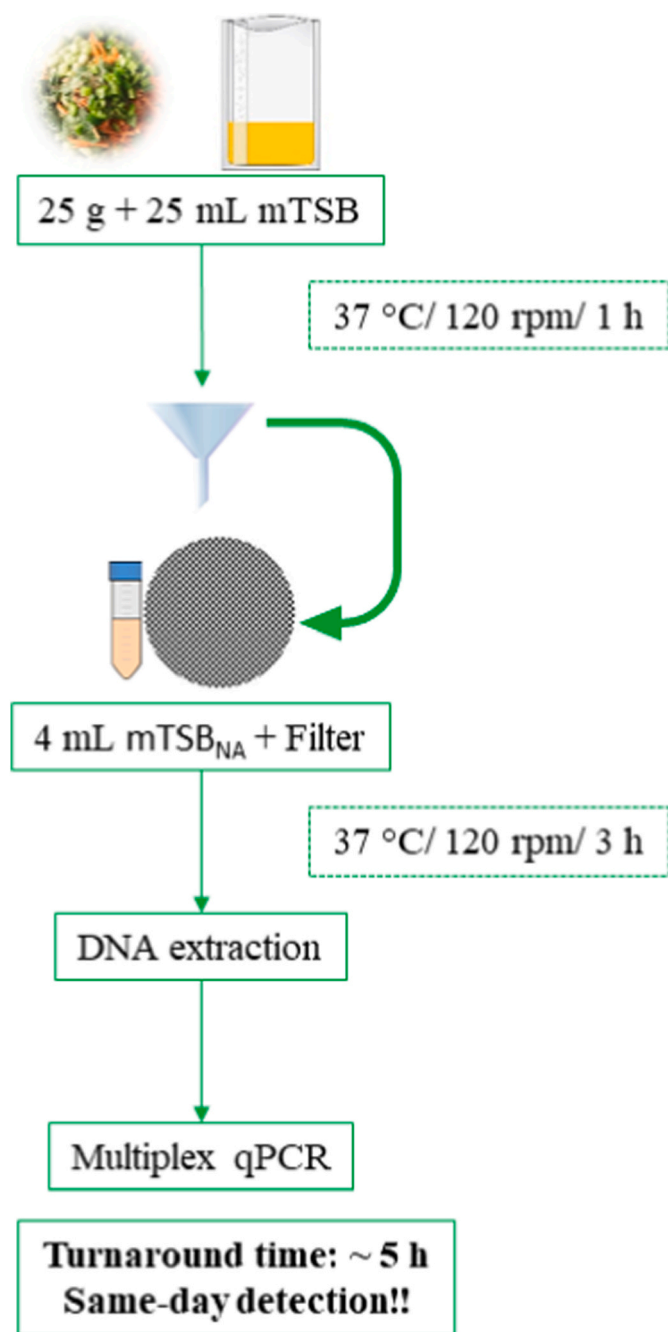 25 g + 25 mL mTSB
37 °C/ 120 rpm/ 1 h
4 mL mTSBNA + Filter
37 °C/ 120 rpm/ 3 h
DNA extraction
Multiplex qPCR
Turnaround time: ~ 5 h
Same-day detection!!